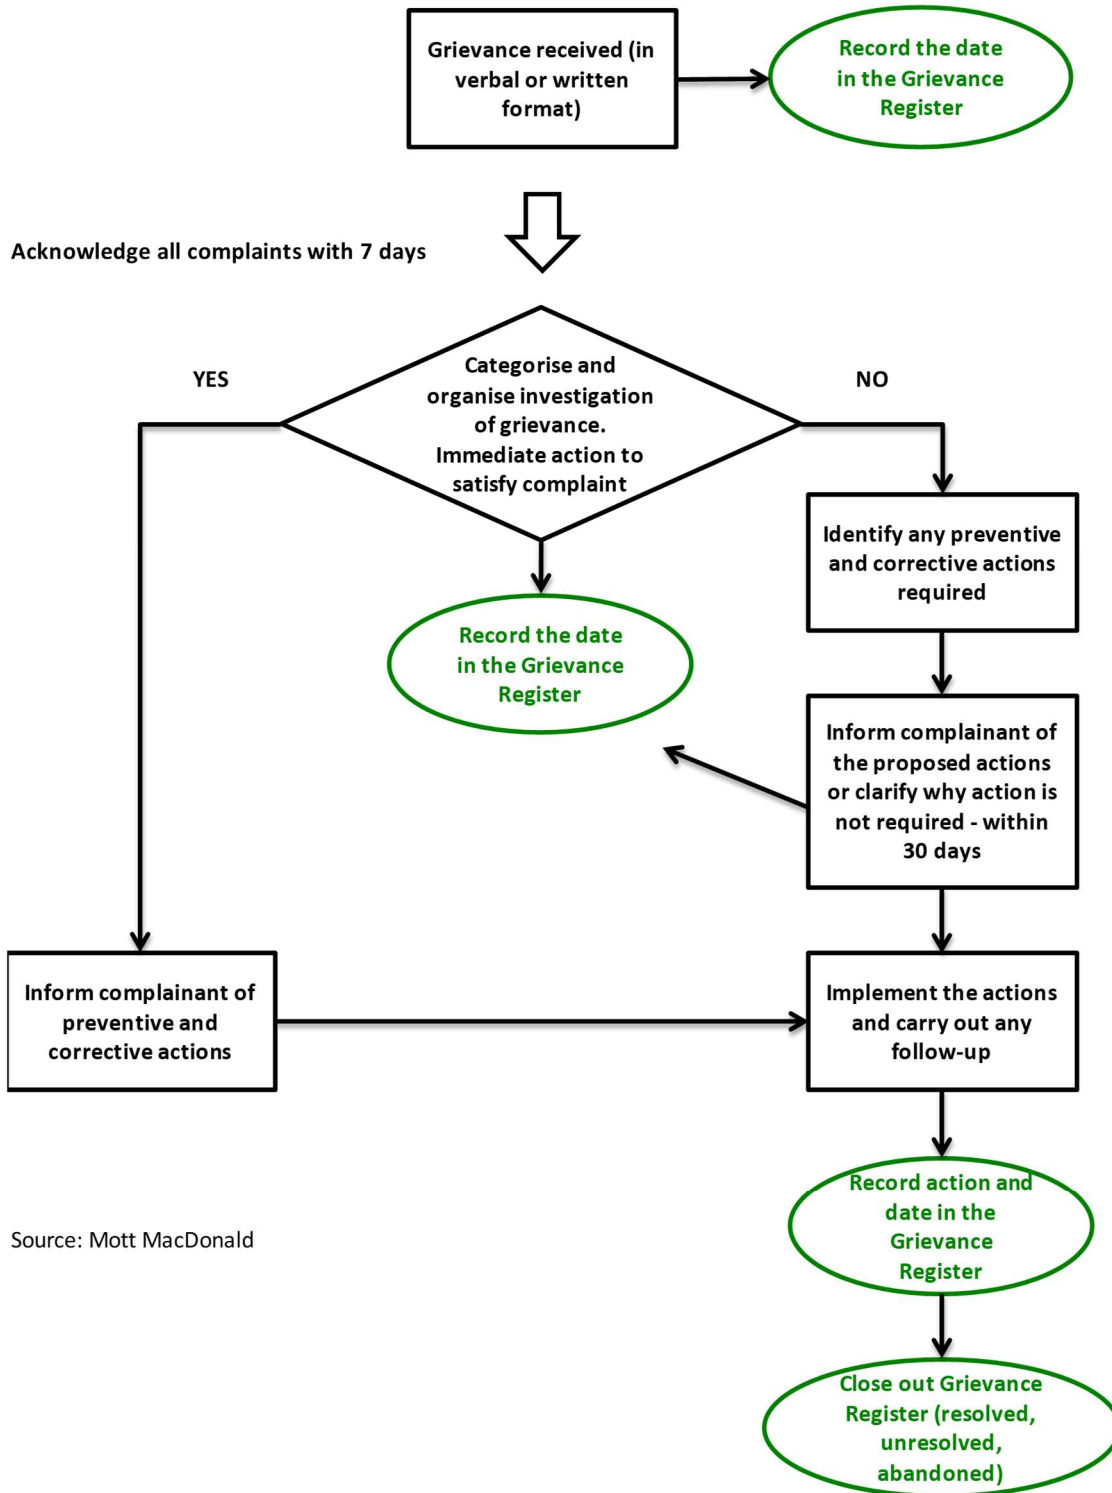 Grievance received (in
verbal or written
format)
Record the date
in the Grievance
Register
Acknowledge all complaints with 7 days
YES
Categorise and
organise investigation
of grievance.
Immediate action to
satisfy complaint
NO
Identify any preventive
and corrective actions
required
Record the date
in the Grievance
Register
Inform complainant of
the proposed actions
or clarify why action is
not required - within
30 days
Inform complainant of
preventive and
corrective actions
Implement the actions
and carry out any
follow-up
Record action and
date in the
Grievance
Register
Source: Mott MacDonald
Close out Grievance
Register (resolved,
unresolved,
abandoned)